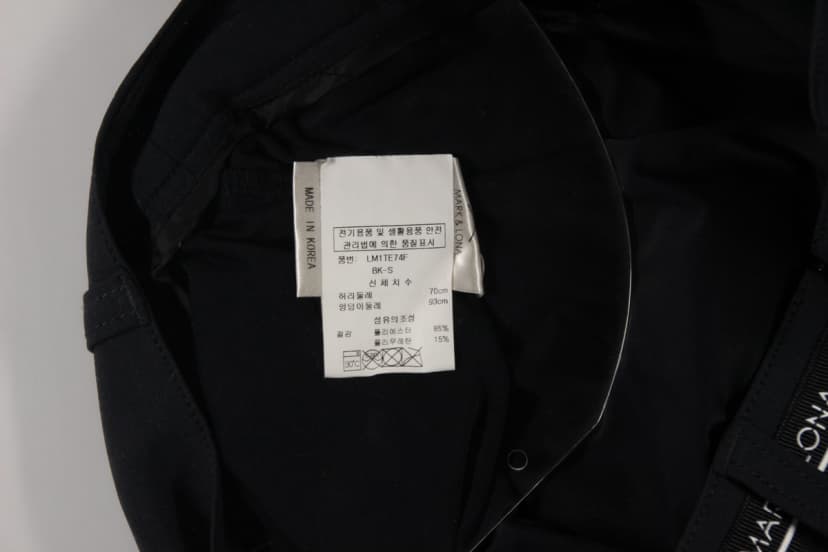 MADE IN KOREA
MARK & LONA
전기용품 및 생활용품 안전
관리법에 의한 품질표시
품번: LM1TE74F
BK-S
신체치수
허리둘레 70cm
엉덩이둘레 93cm
섬유의조성
겉감 폴리에스터 85%
폴리우레탄 15%
30℃
LONA
MAR